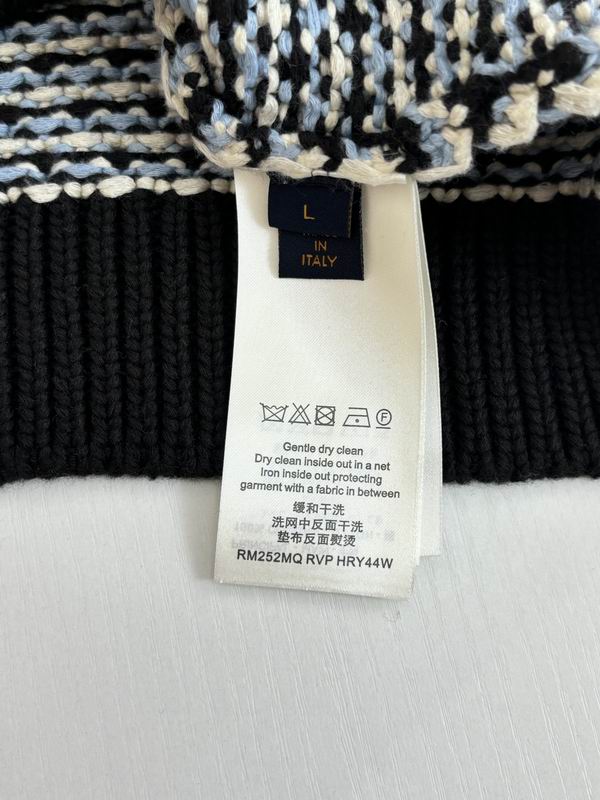 L
IN
ITALY
F
Gentle dry clean
Dry clean inside out in a net
Iron inside out protecting
garment with a fabric in between
缓和干洗
洗网中反面干洗
垫布反面熨烫
RM252MQ RVP HRY44W